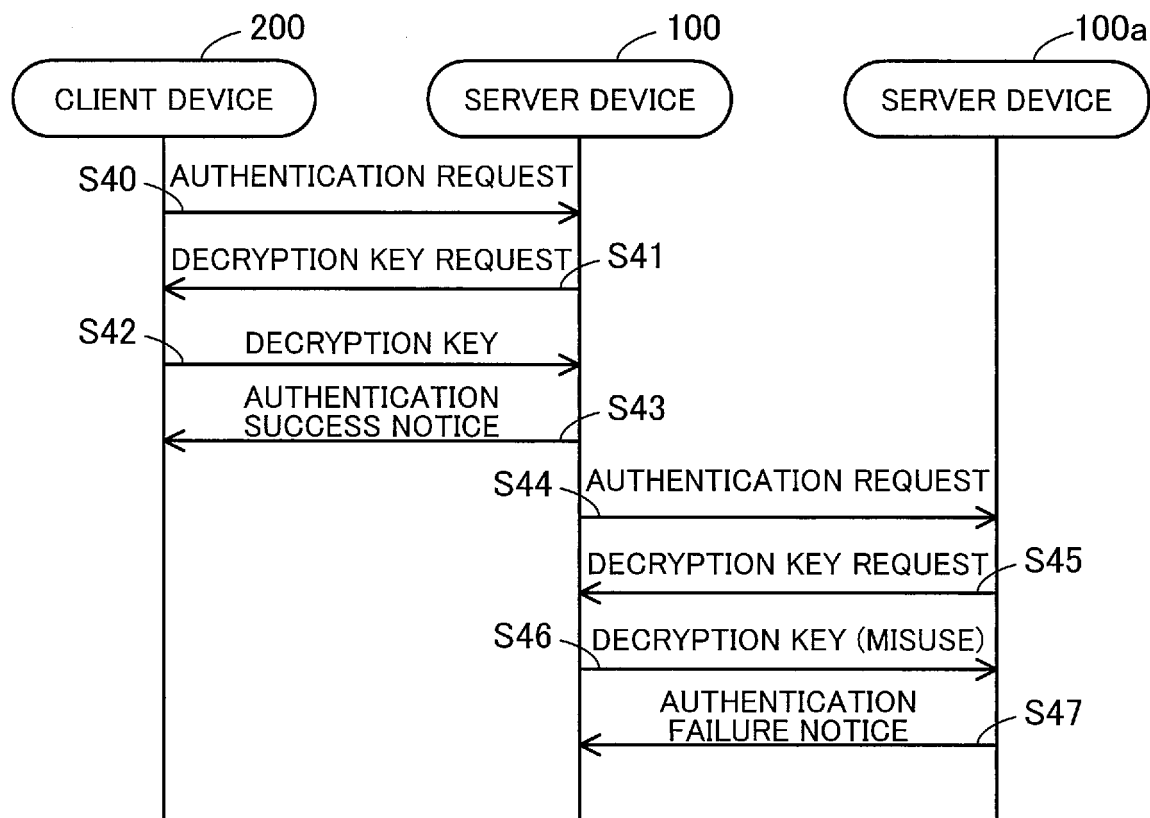 200
100
100a
CLIENT DEVICE
SERVER DEVICE
SERVER DEVICE
S40
AUTHENTICATION REQUEST
DECRYPTION KEY REQUEST
S41
S42
DECRYPTION KEY
AUTHENTICATION
SUCCESS NOTICE
S43
S44
AUTHENTICATION REQUEST
DECRYPTION KEY REQUEST
S45
S46
DECRYPTION KEY (MISUSE)
AUTHENTICATION
FAILURE NOTICE
S47